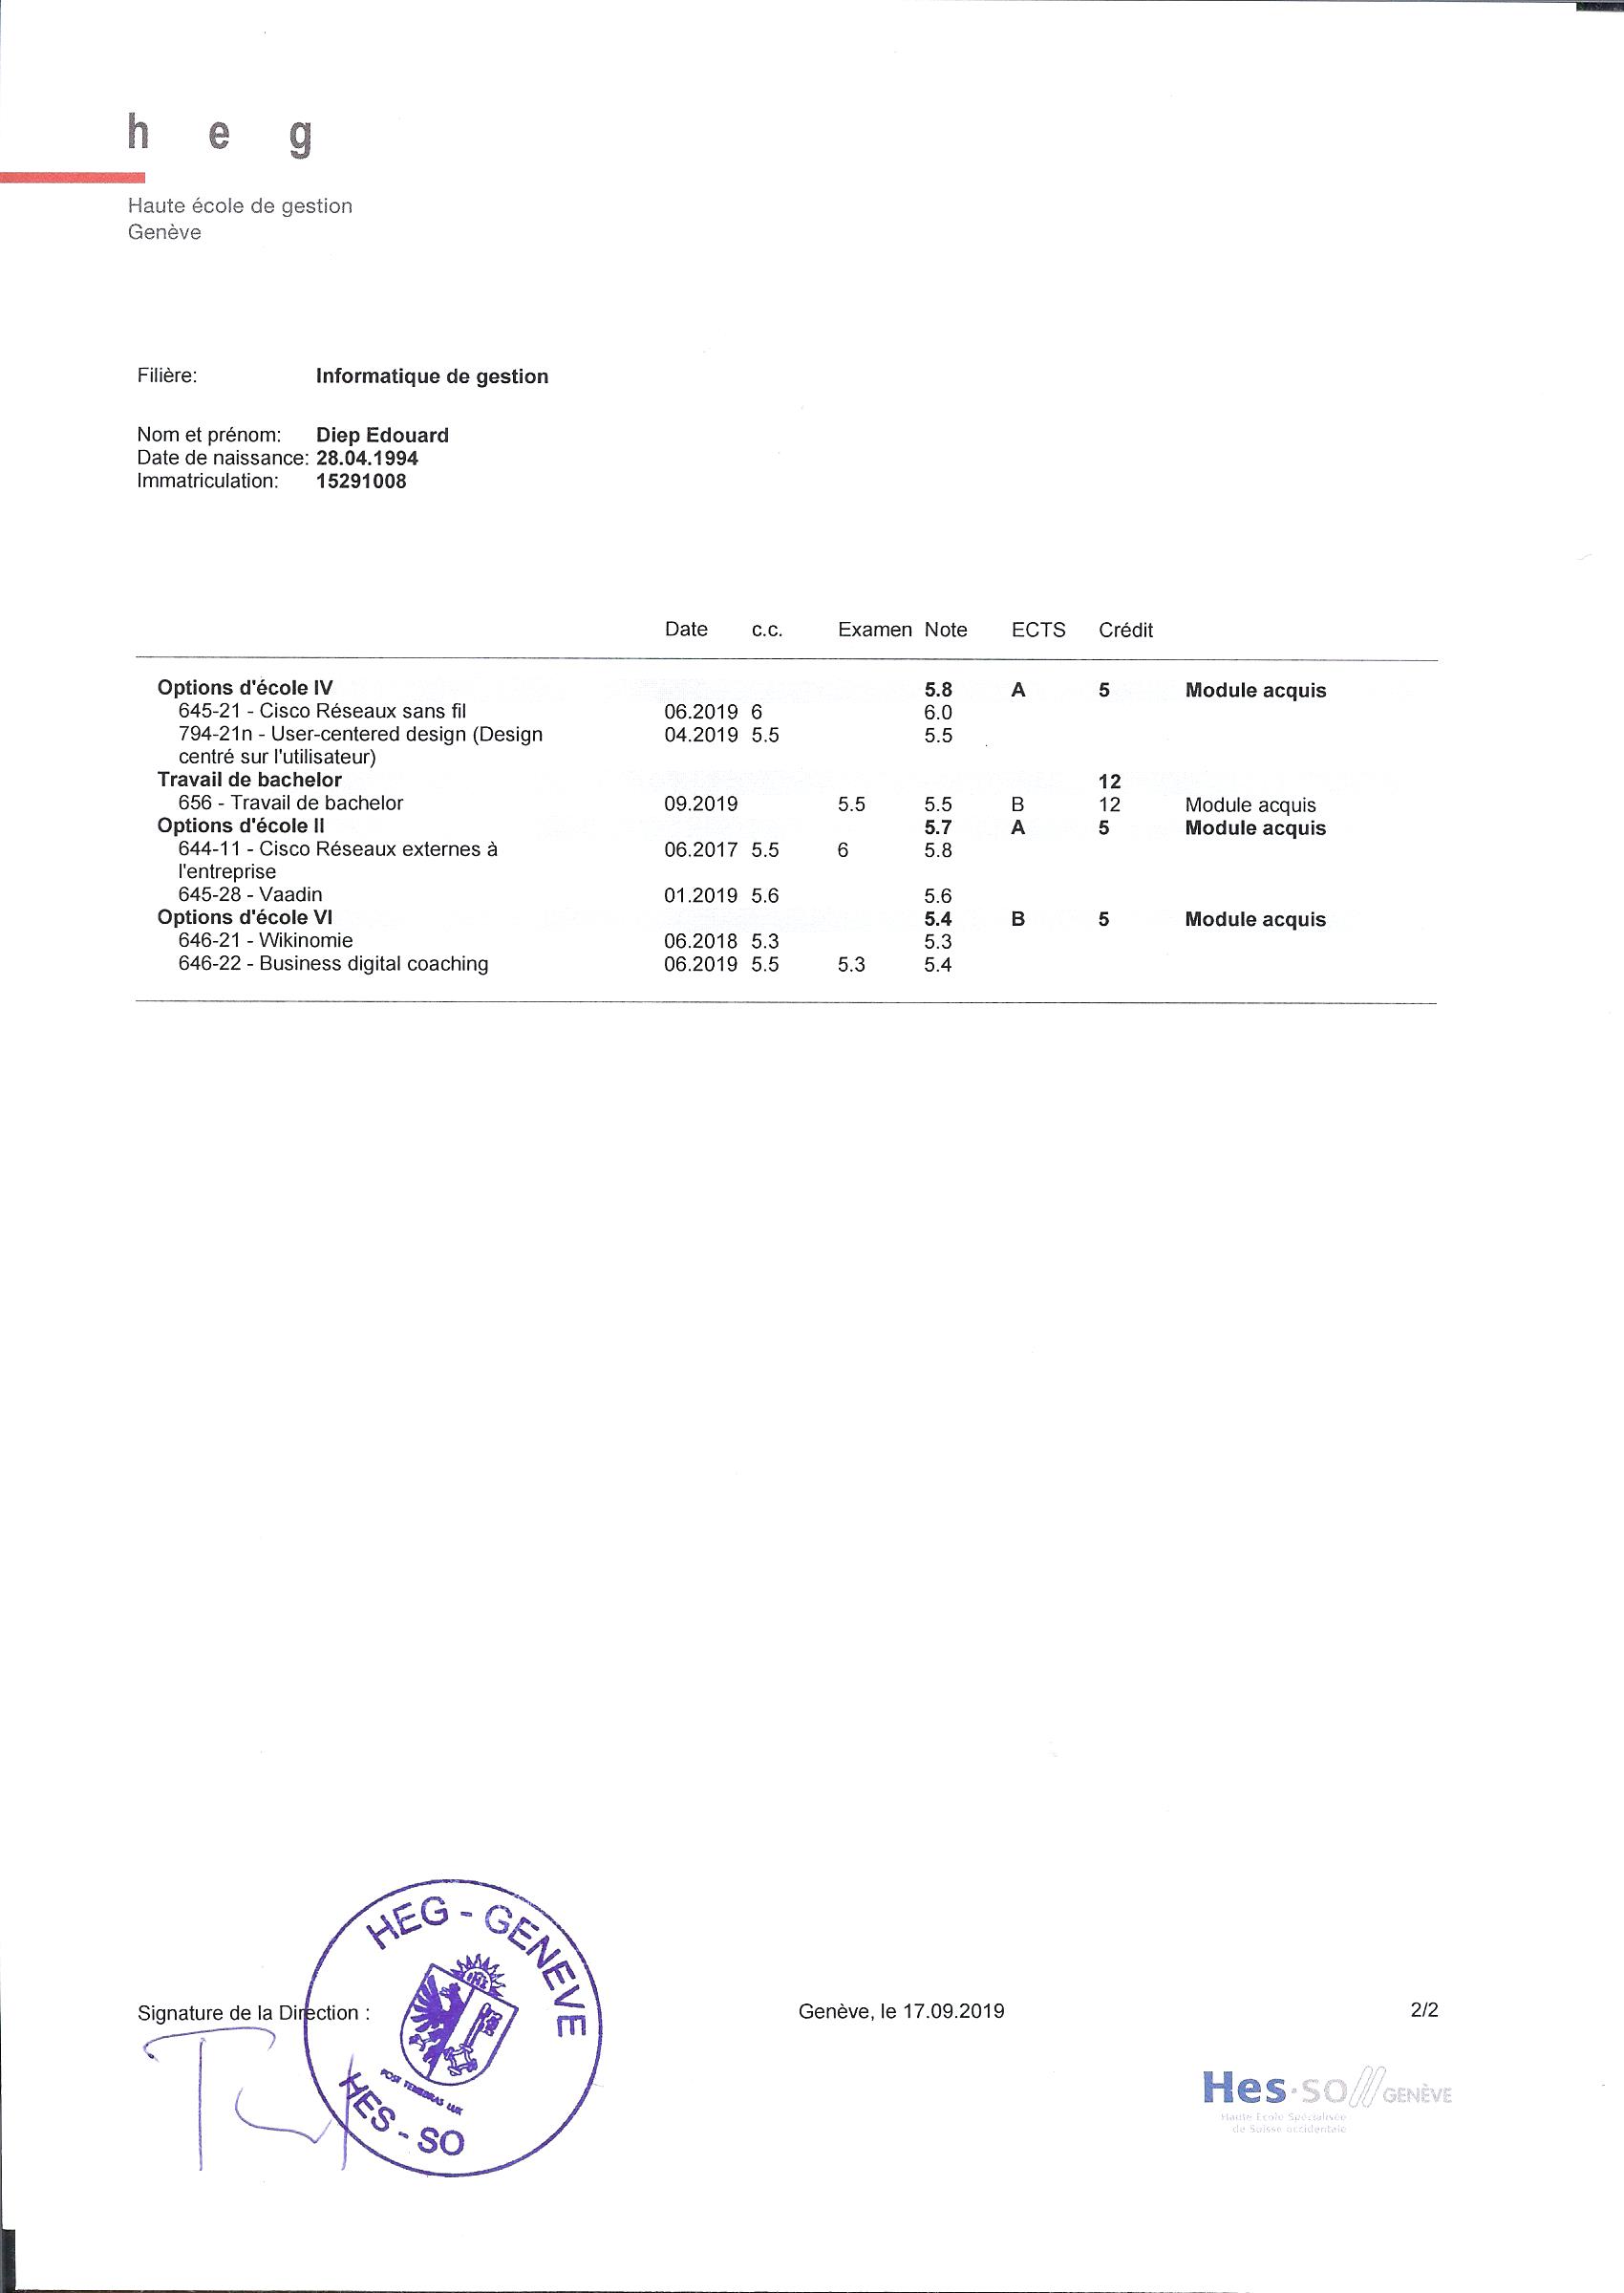 h e g
Haute école de gestion
Genève
Filière: Informatique de gestion
Nom et prénom: Diep Edouard
Date de naissance: 28.04.1994
Immatriculation: 15291008
Date c.c. Examen Note ECTS Crédit
Options d'école IV 5.8 A 5 Module acquis
645-21 - Cisco Réseaux sans fil 06.2019 6 6.0
794-21n - User-centered design (Design 04.2019 5.5 5.5
centré sur l'utilisateur)
Travail de bachelor 12
656 - Travail de bachelor 09.2019 5.5 5.5 B 12 Module acquis
Options d'école II 5.7 A 5 Module acquis
644-11 - Cisco Réseaux externes à 06.2017 5.5 6 5.8
l'entreprise
645-28 - Vaadin 01.2019 5.6 5.6
Options d'école VI 5.4 B 5 Module acquis
646-21 - Wikinomie 06.2018 5.3 5.3
646-22 - Business digital coaching 06.2019 5.5 5.3 5.4
HEG - GENEVE
Signature de la Direction : Genève, le 17.09.2019 2/2
POST TENEBRAS LUX
HES - SO
Hes·so GENÈVE
Haute Ecole Spécialisée
de Suisse occidentale